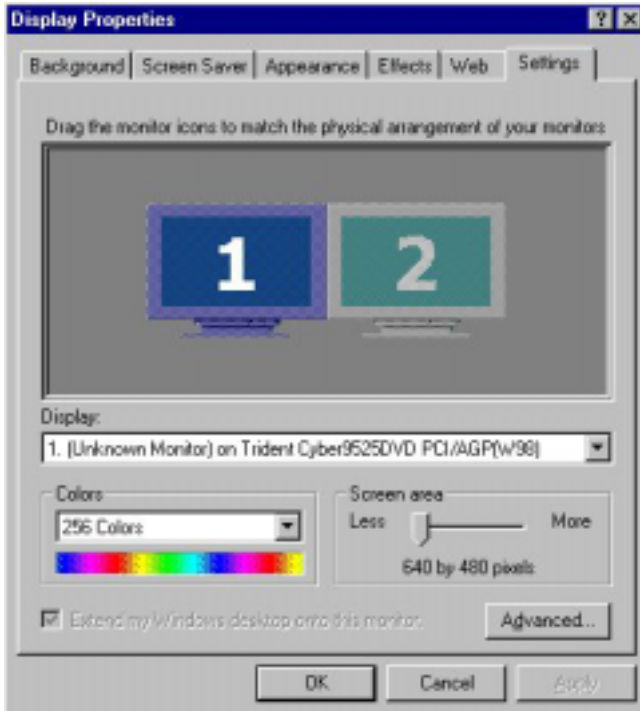 Display Properties
Background Screen Saver Appearance Effects Web Settings
Drag the monitor icons to match the physical arrangement of your monitors
1 2
Display:
1. (Unknown Monitor) on Trident Cyber9525DVD PCI/AGP(W98)
Colors
256 Colors
Screen area
Less More
640 by 480 pixels
Extend my Windows desktop onto this monitor.
Advanced...
OK Cancel Apply